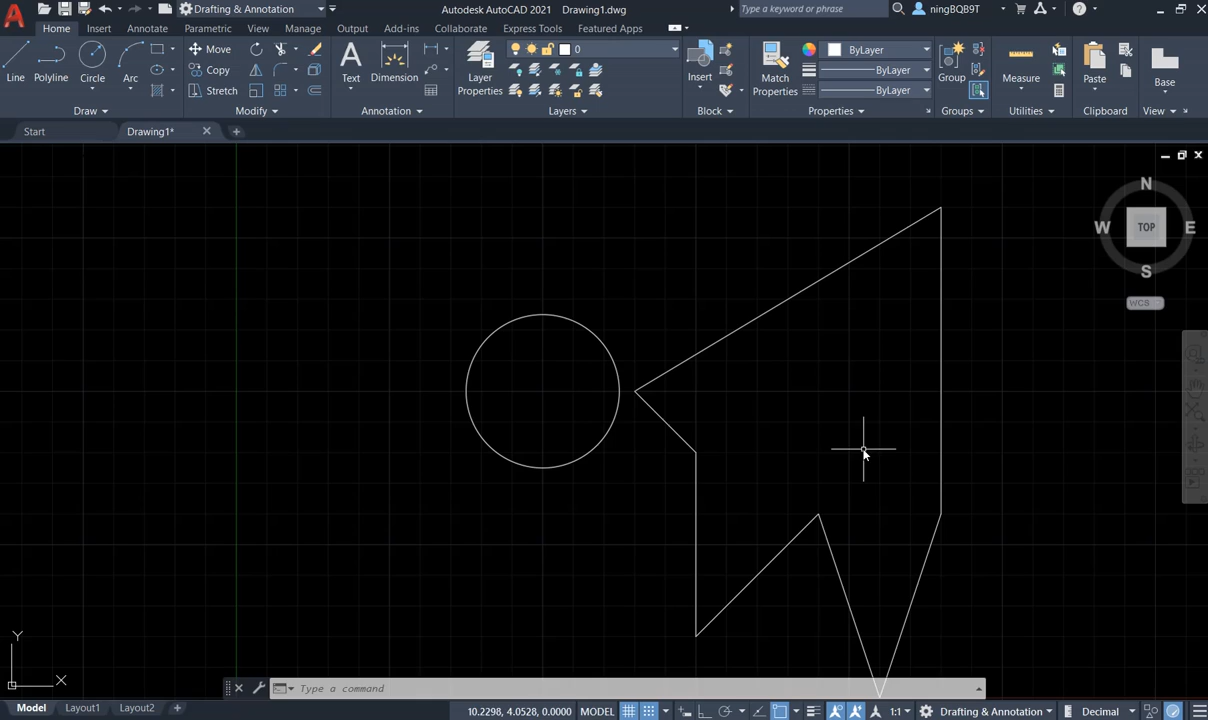 A Drafting & Annotation Autodesk AutoCAD 2021 Drawing1.dwg Type a keyword or phrase ningBQB9T ?
Home Insert Annotate Parametric View Manage Output Add-ins Collaborate Express Tools Featured Apps
Line Polyline Circle Arc Move Copy Stretch A Text Dimension Layer Properties 0 Insert Match Properties ByLayer ByLayer ByLayer Group Measure Paste Base
Draw Modify Annotation Layers Block Properties Groups Utilities Clipboard View
Start Drawing1* +
N
W TOP E
S
WCS
Y
X
Type a command
Model Layout1 Layout2 + 10.2298, 4.0528, 0.0000 MODEL 1:1 Drafting & Annotation Decimal